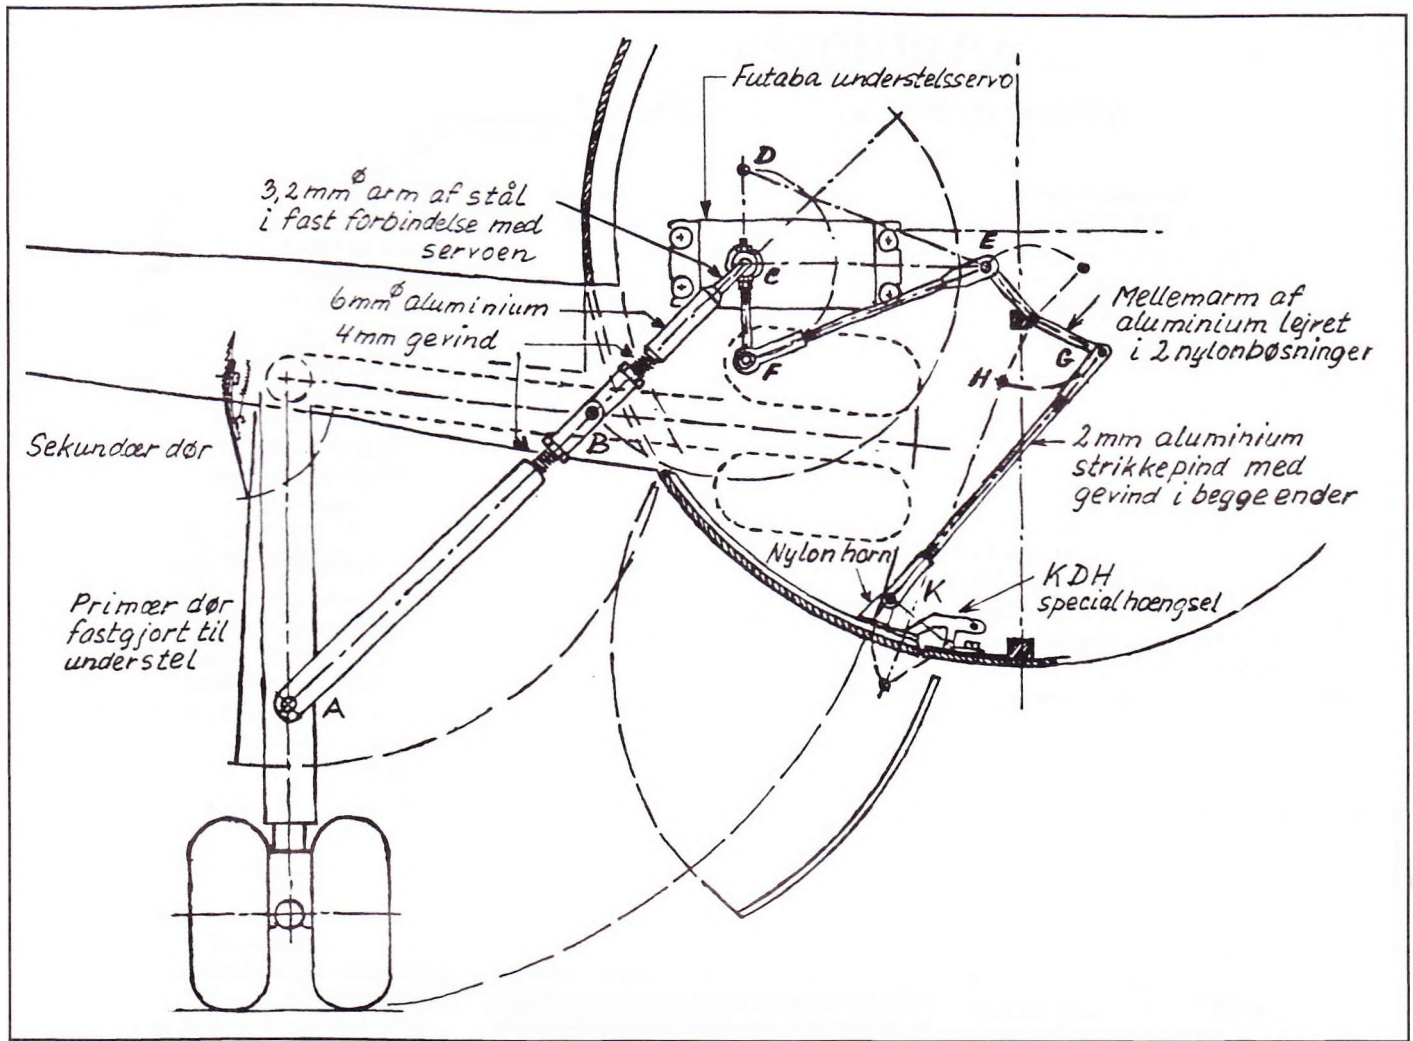 Futaba understelsservo
D
3,2mmø arm af stål
i fast forbindelse med
servoen
E
C
6mmø aluminium
4mm gevind
Mellemarm af
aluminium lejret
i 2 nylonbøsninger
G
F
H
B
Sekundær dør
2mm aluminium
strikkepind med
gevind i begge ender
Nylon horn
K
KDH
specialhængsel
Primær dør
fastgjort til
understel
A